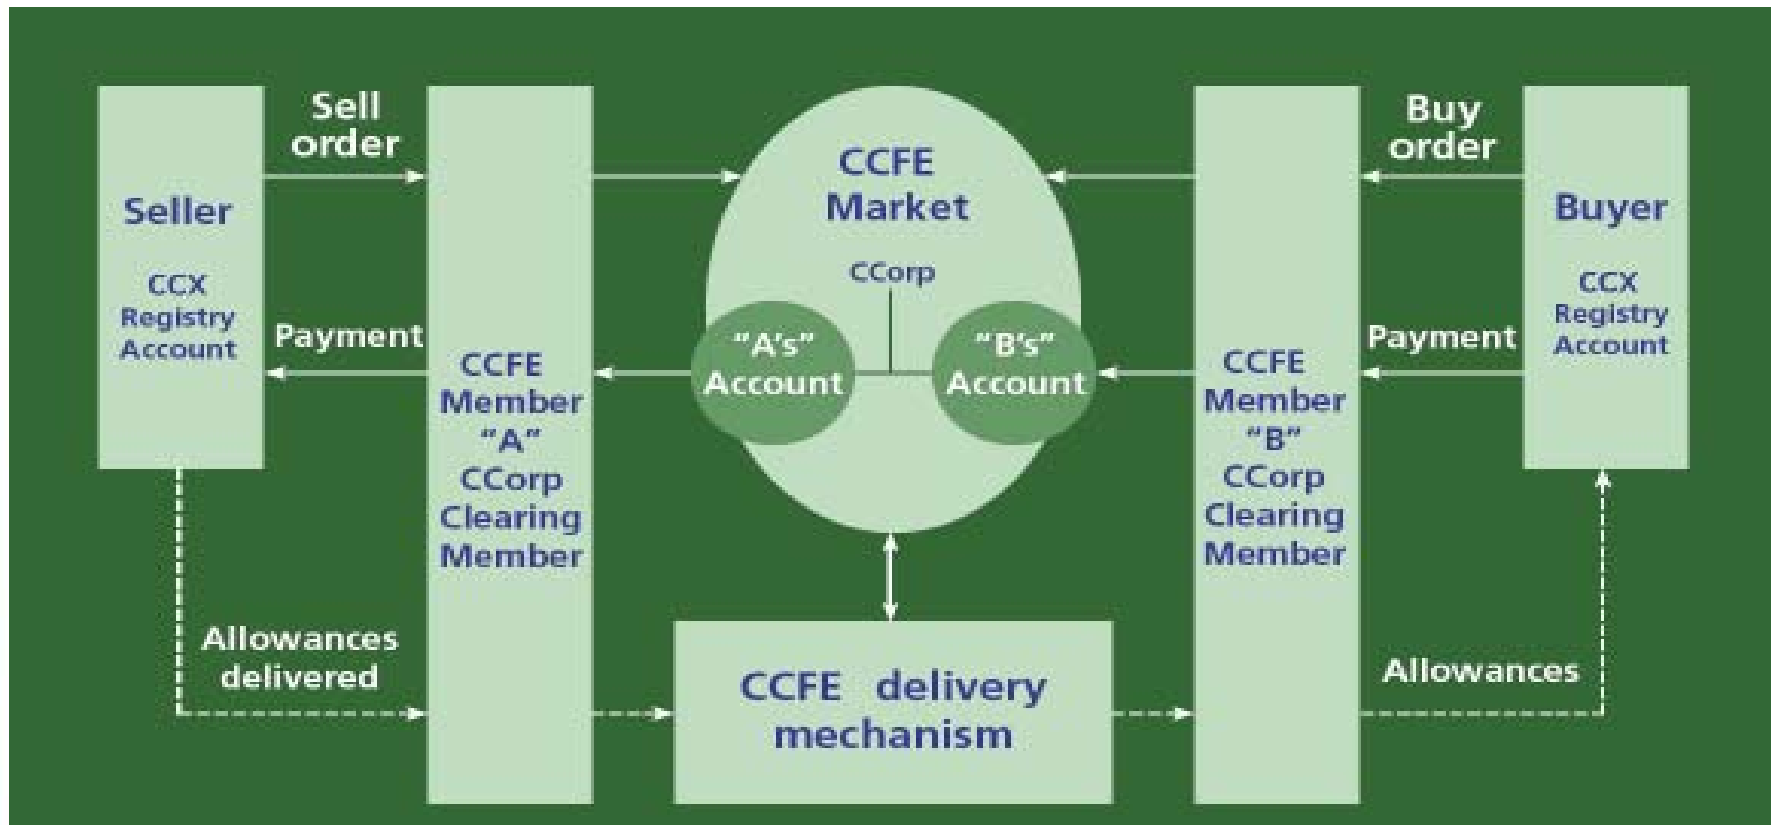 Sell
order
Seller
CCX
Registry
Account
Payment
CCFE
Member
“A”
CCorp
Clearing
Member
Allowances
delivered
CCFE
Market
CCorp
“A’s”
Account
“B’s”
Account
CCFE delivery
mechanism
CCFE
Member
“B”
CCorp
Clearing
Member
Buy
order
Payment
Buyer
CCX
Registry
Account
Allowances